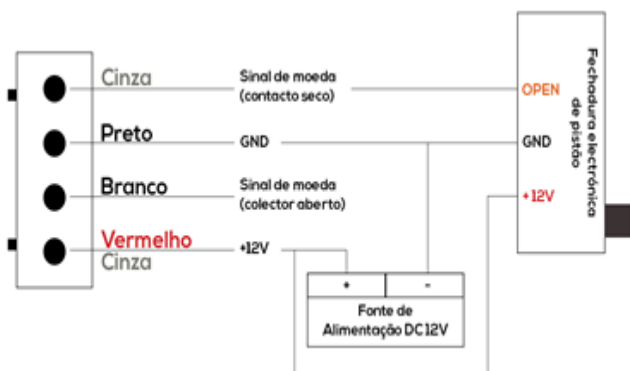 Cinza
Sinal de moeda
(contacto seco)
OPEN
Preto
GND
GND
Branco
Sinal de moeda
(colector aberto)
+12V
Vermelho
Cinza
+12V
Fechadura electrónica
de pistão
+
-
Fonte de
Alimentação DC12V